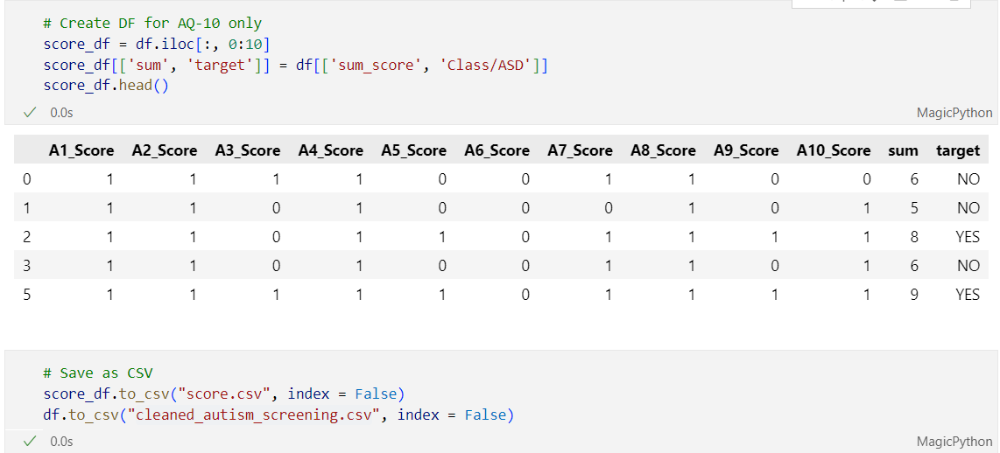 # Create DF for AQ-10 only
score_df = df.iloc[:, 0:10]
score_df[['sum', 'target']] = df[['sum_score', 'Class/ASD']]
score_df.head()
0.0s MagicPython
A1_Score A2_Score A3_Score A4_Score A5_Score A6_Score A7_Score A8_Score A9_Score A10_Score sum target
0 1 1 1 1 0 0 1 1 0 0 6 NO
1 1 1 0 1 0 0 0 1 0 1 5 NO
2 1 1 0 1 1 0 1 1 1 1 8 YES
3 1 1 0 1 0 0 1 1 0 1 6 NO
5 1 1 1 1 1 0 1 1 1 1 9 YES
# Save as CSV
score_df.to_csv("score.csv", index = False)
df.to_csv("cleaned_autism_screening.csv", index = False)
0.0s MagicPython